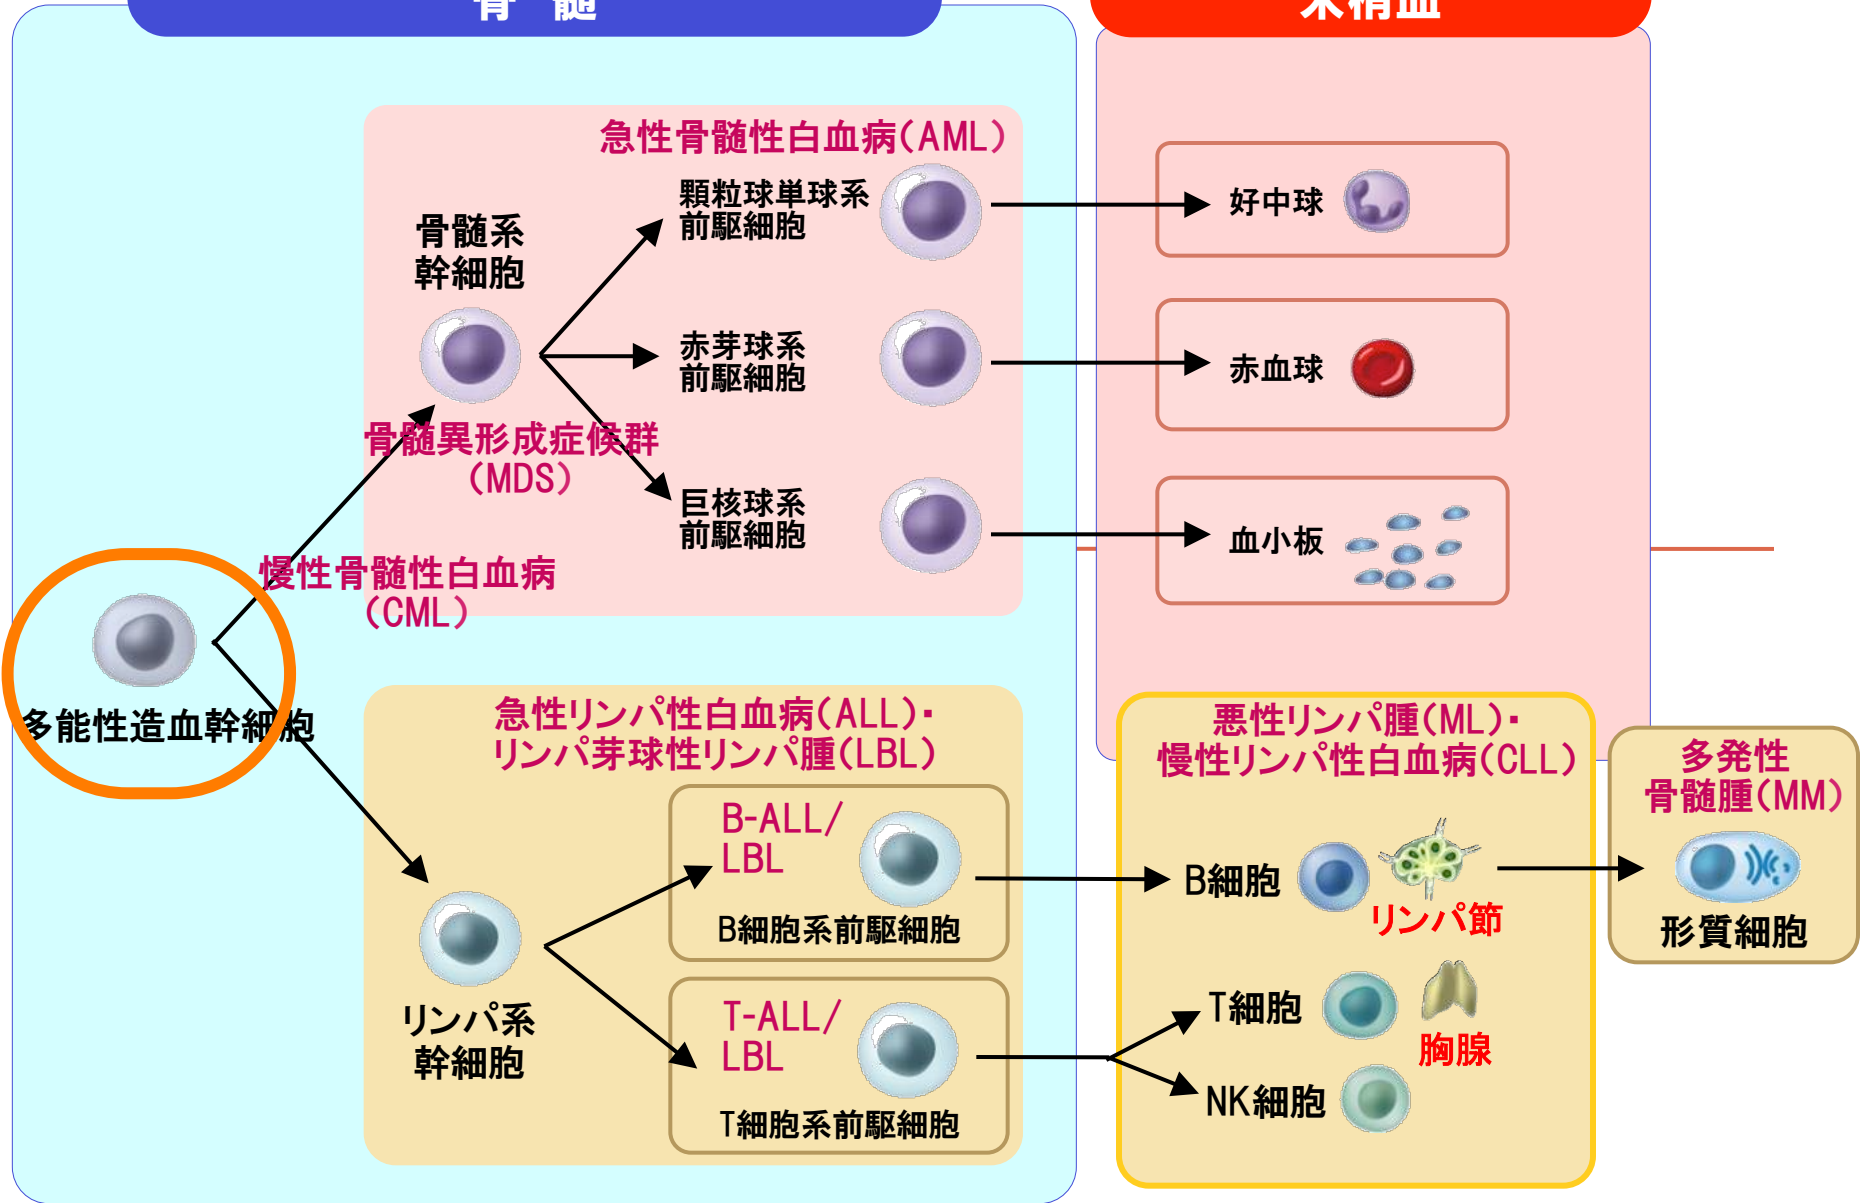 骨 髄
末梢血
急性骨髄性白血病(AML)
顆粒球単球系
前駆細胞
好中球
骨髄系
幹細胞
赤芽球系
前駆細胞
赤血球
骨髄異形成症候群
(MDS)
巨核球系
前駆細胞
血小板
慢性骨髄性白血病
(CML)
多能性造血幹細胞
急性リンパ性白血病(ALL)・
リンパ芽球性リンパ腫(LBL)
悪性リンパ腫(ML)・
慢性リンパ性白血病(CLL)
多発性
骨髄腫(MM)
B-ALL/
LBL
B細胞系前駆細胞
B細胞
リンパ節
形質細胞
リンパ系
幹細胞
T-ALL/
LBL
T細胞系前駆細胞
T細胞
胸腺
NK細胞